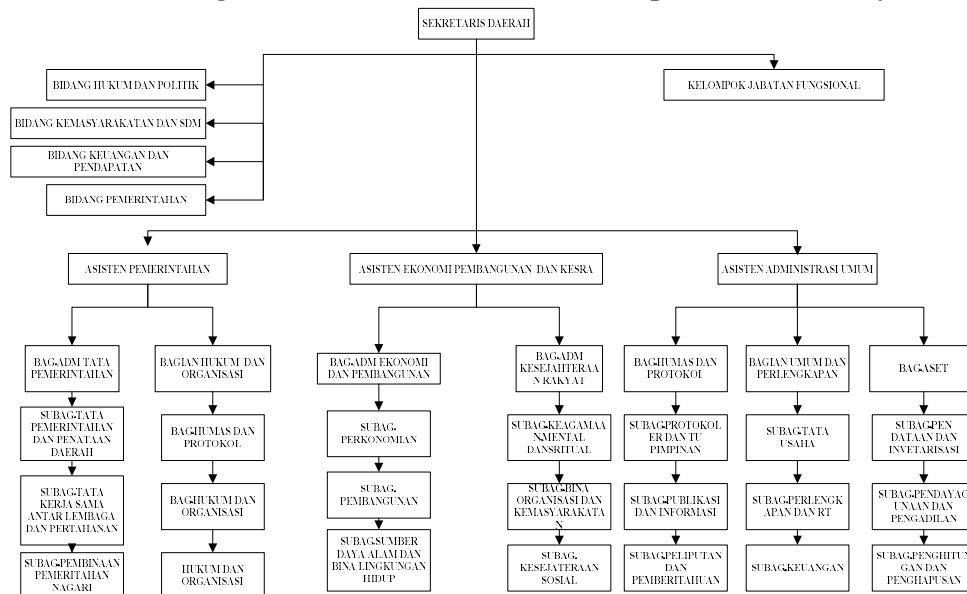 SEKRETARIS DAERAH
BIDANG HUKUM DAN POLITIK
KELOMPOK JABATAN FUNGSIONAL
BIDANG KEMASYARAKATAN DAN SDM
BIDANG KEUANGAN DAN
PENDAPATAN
BIDANG PEMERINTAHAN
ASISTEN PEMERINTAHAN
ASISTEN EKONOMI PEMBANGUNAN DAN KESRA
ASISTEN ADMINISTRASI UMUM
BAG.ADM TATA
PEMERINTAHAN
BAGIAN HUKUM DAN
ORGANISASI
BAG.ADM EKONOMI
DAN PEMBANGUNAN
BAG.ADM
KESEJAHTERAA
N RAKYAT
BAG.HUMAS DAN
PROTOKOL
BAGIAN UMUM DAN
PERLENGKAPAN
BAG.ASET
SUBAG.TATA
PEMERINTAHAN
DAN PENATAAN
DAERAH
BAG.HUMAS DAN
PROTOKOL
SUBAG.
PERKONOMIAN
SUBAG.KEAGAMAA
N,MENTAL
DANSRITUAL
SUBAG.PROTOKOL
ER DAN TU
PIMPINAN
SUBAG.TATA
USAHA
SUBAG.PEN
DATAAN DAN
INVETARISASI
SUBAG.TATA
KERJA SAMA
ANTAR LEMBAGA
DAN PERTAHANAN
BAG.HUKUM DAN
ORGANISASI
SUBAG.
PEMBANGUNAN
SUBAG.BINA
ORGANISASI DAN
KEMASYARAKATA
N
SUBAG.PUBLIKASI
DAN INFORMASI
SUBAG.PERLENGK
APAN DAN RT
SUBAG.PENDAYAG
UNAAN DAN
PENGADILAN
SUBAG.PEMBINAAN
PEMERITAHAN
NAGARI
HUKUM DAN
ORGANISASI
SUBAG.SUMBER
DAYA ALAM DAN
BINA LINGKUNGAN
HIDUP
SUBAG.
KESEJATERAAN
SOSIAL
SUBAG.PELIPUTAN
DAN
PEMBERITAHUAN
SUBAG.KEUANGAN
SUBAG.PENGHITUN
GAN DAN
PENGHAPUSAN